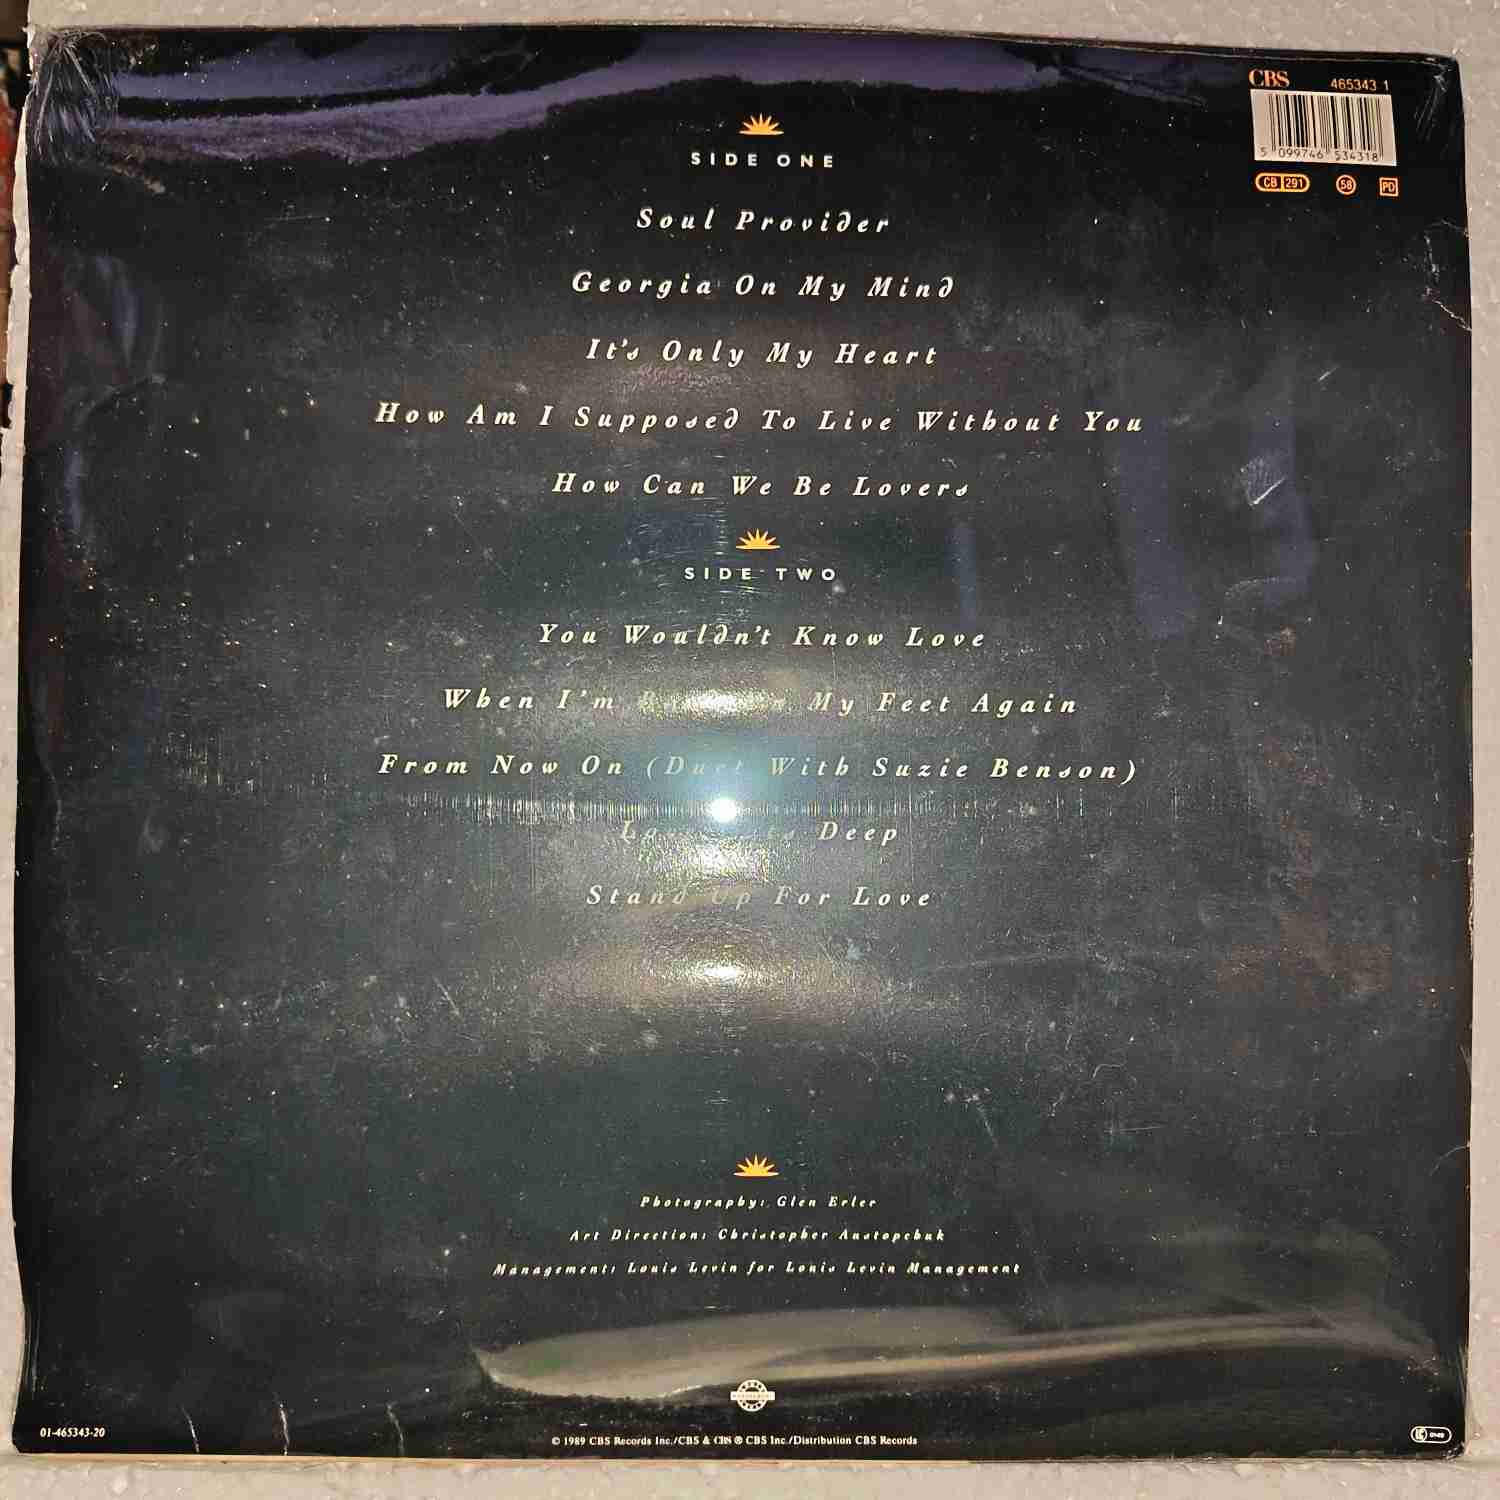 CBS 465343 1
5 099746 534318
CB 291 58 PD
SIDE ONE
Soul Provider
Georgia On My Mind
It's Only My Heart
How Am I Supposed To Live Without You
How Can We Be Lovers
SIDE TWO
You Wouldn't Know Love
When I'm My Feet Again
From Now On (Duet With Suzie Benson)
Deep
Stand Up For Love
Photography: Glen Erler
Art Direction: Christopher Austopchuk
Management: Louis Levin for Louis Levin Management
01-465343-20
© 1989 CBS Records Inc./CBS & CBS ® CBS Inc./Distribution CBS Records